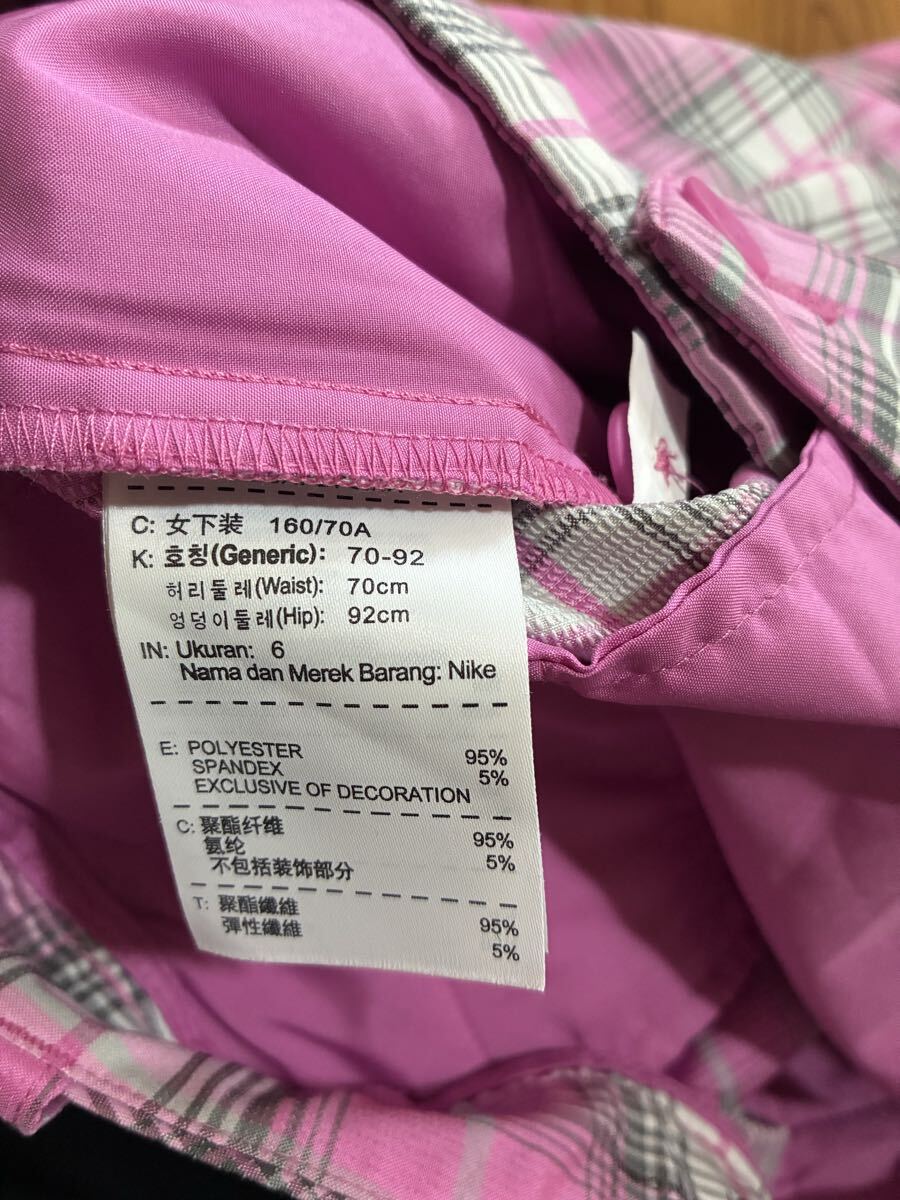 C: 女下装 160/70A
K: 호칭(Generic): 70-92
허리둘레(Waist): 70cm
엉덩이둘레(Hip): 92cm
IN: Ukuran: 6
Nama dan Merek Barang: Nike
E: POLYESTER 95%
SPANDEX 5%
EXCLUSIVE OF DECORATION
C: 聚酯纤维 95%
氨纶 5%
不包括装饰部分
T: 聚酯纖維 95%
彈性纖維 5%